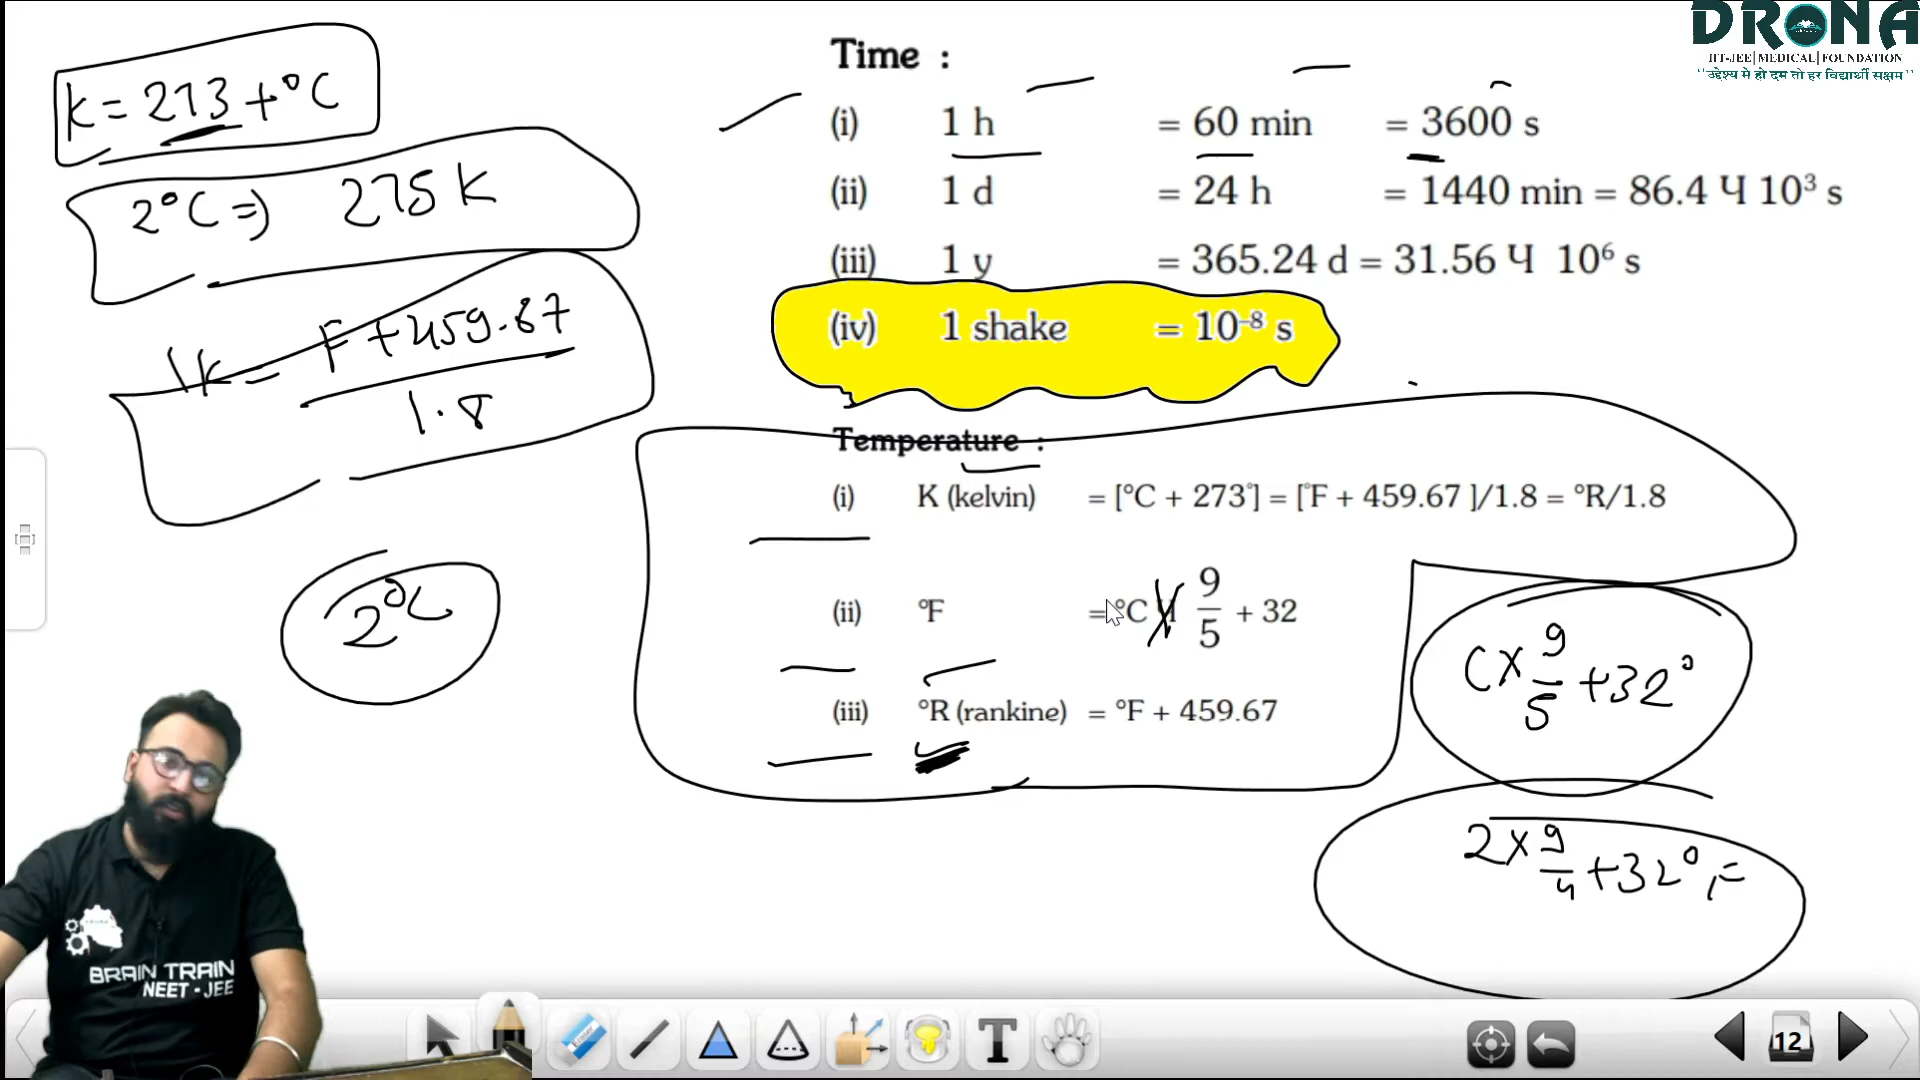 DRONA
IIT-JEE|MEDICAL|FOUNDATION
"उद्देश्य मे हो दम तो हर विद्यार्थी सक्षम"
K = 273 + °C
2°C ⇒ 275 K
K = F + 459.67
1.8
2°C
Time :
(i) 1 h = 60 min = 3600 s
(ii) 1 d = 24 h = 1440 min = 86.4 Ч 10³ s
(iii) 1 y = 365.24 d = 31.56 Ч 10⁶ s
(iv) 1 shake = 10⁻⁸ s
Temperature :
(i) K (kelvin) = [°C + 273°] = [°F + 459.67 ]/1.8 = °R/1.8
(ii) °F = °C × 9/5 + 32
(iii) °R (rankine) = °F + 459.67
C × 9/5 + 32°
2 × 9/4 + 32° F
BRAIN TRAIN
NEET - JEE
T
12